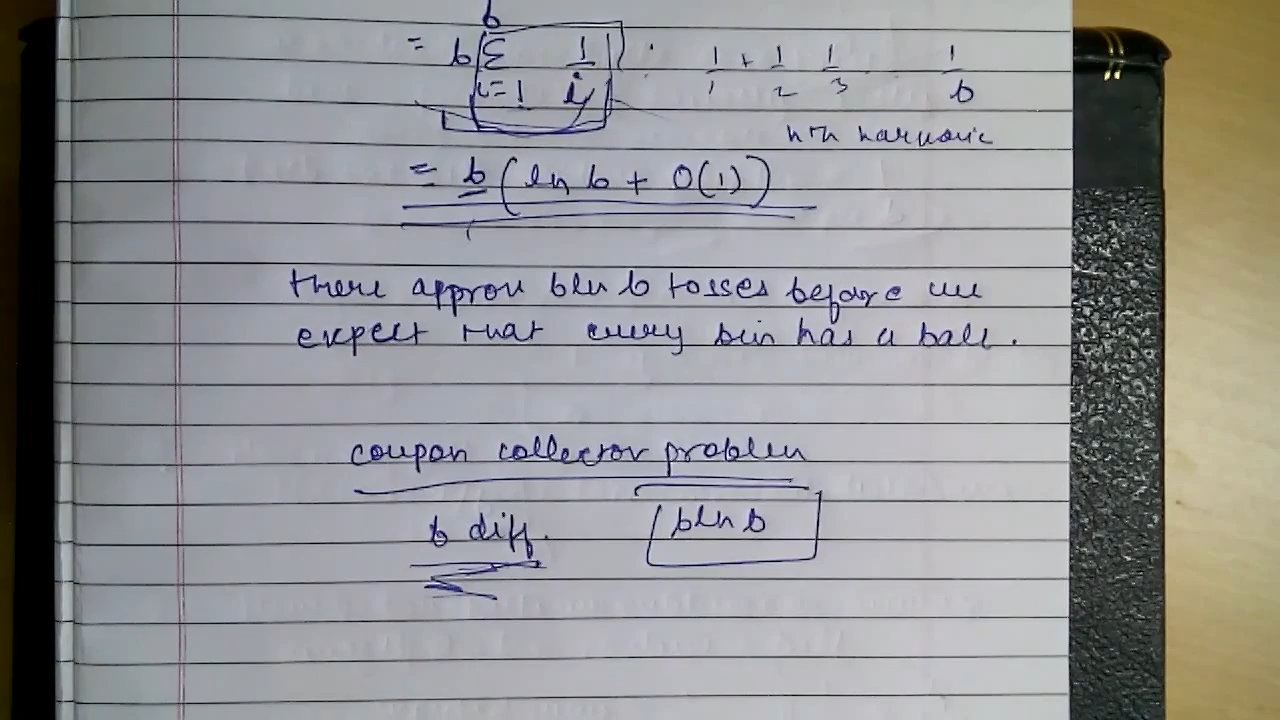 = b Σ_{i=1}^{b} 1/i . 1/1 + 1/2 1/3 1/b
nth harmonic
= b (ln b + O(1))
there approx b ln b tosses before we
expect that every bin has a ball.
coupon collector problem
b diff. b ln b